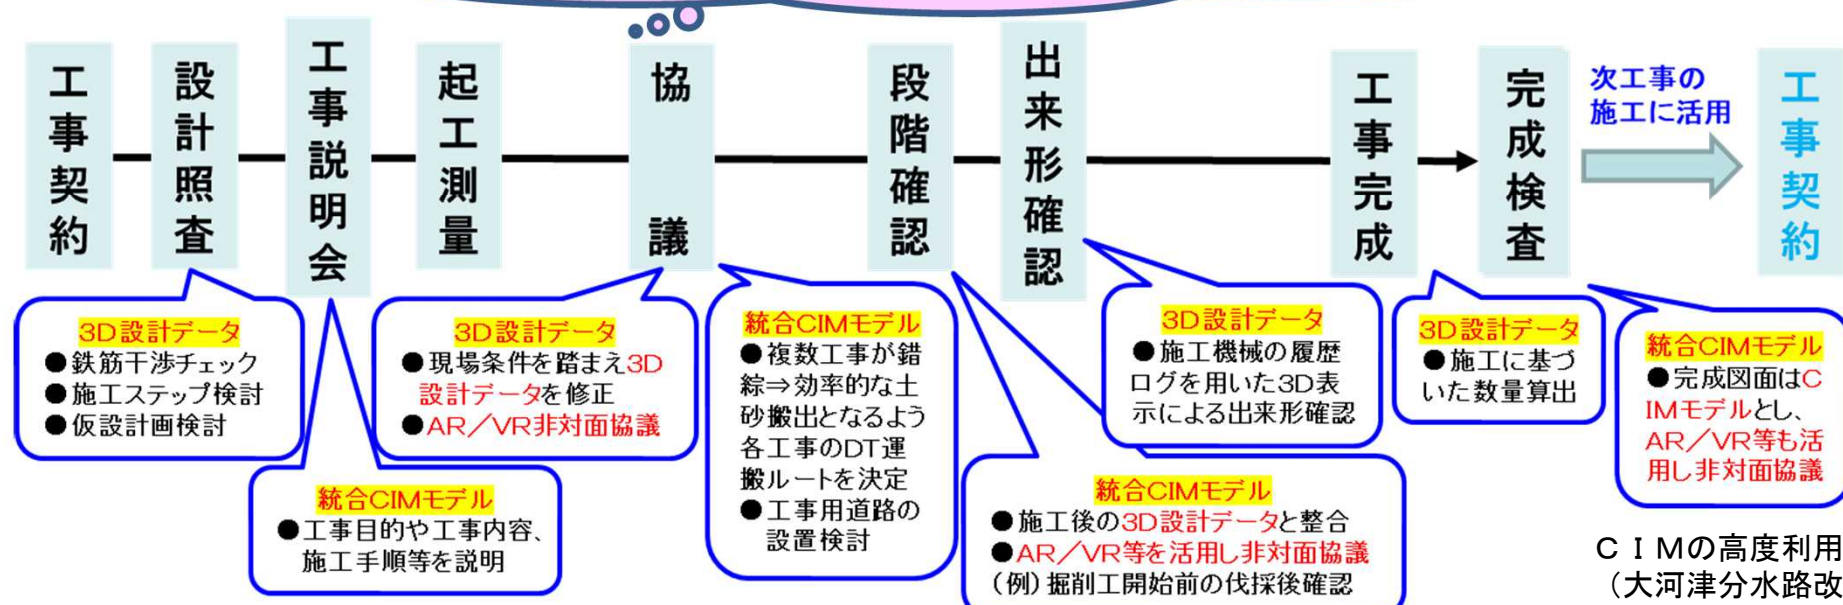 工事契約
設計照査
工事説明会
起工測量
協議
段階確認
出来形確認
工事完成
完成検査
次工事の
施工に活用
工事契約
3D設計データ
●鉄筋干渉チェック
●施工ステップ検討
●仮設計画検討
統合CIMモデル
●工事目的や工事内容、
施工手順等を説明
3D設計データ
●現場条件を踏まえ3D
設計データを修正
●AR／VR非対面協議
統合CIMモデル
●複数工事が錯
綜⇒効率的な土
砂搬出となるよう
各工事のDT運
搬ルートを決定
●工事用道路の
設置検討
統合CIMモデル
●施工後の3D設計データと整合
●AR／VR等を活用し非対面協議
（例）掘削工開始前の伐採後確認
3D設計データ
●施工機械の履歴
ログを用いた3D表
示による出来形確認
3D設計データ
●施工に基づ
いた数量算出
統合CIMモデル
●完成図面はC
IMモデルとし、
AR／VR等も活
用し非対面協議
ＣＩＭの高度利用
（大河津分水路改